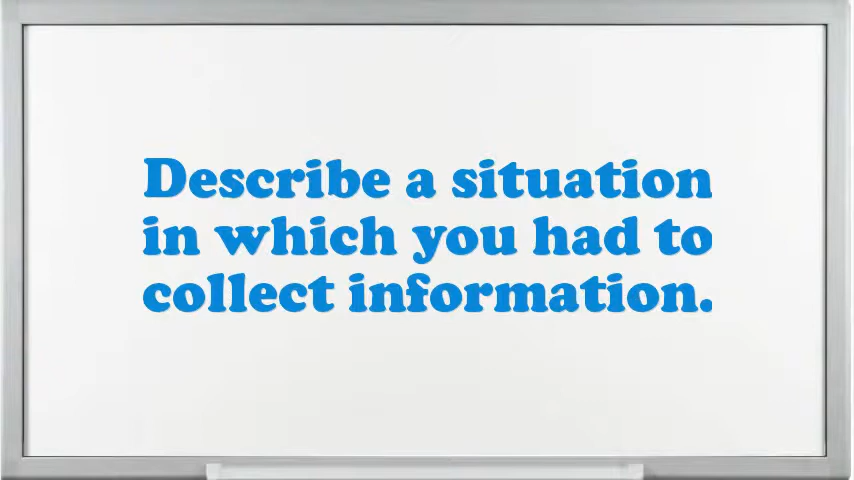 Describe a situation
in which you had to
collect information.